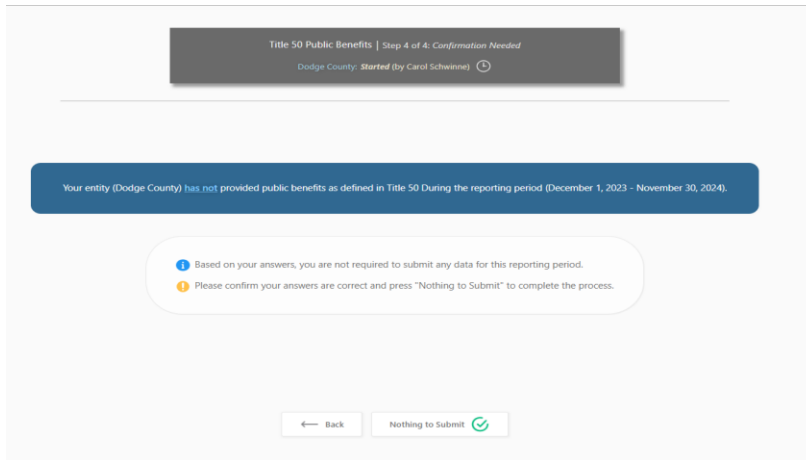 Title 50 Public Benefits | Step 4 of 4: Confirmation Needed
Dodge County: Started (by Carol Schwinne)
Your entity (Dodge County) has not provided public benefits as defined in Title 50 During the reporting period (December 1, 2023 - November 30, 2024).
Based on your answers, you are not required to submit any data for this reporting period.
Please confirm your answers are correct and press "Nothing to Submit" to complete the process.
Back
Nothing to Submit